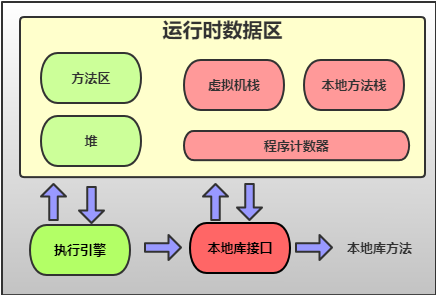 运行时数据区
方法区
虚拟机栈
本地方法栈
堆
程序计数器
执行引擎
本地库接口
本地库方法